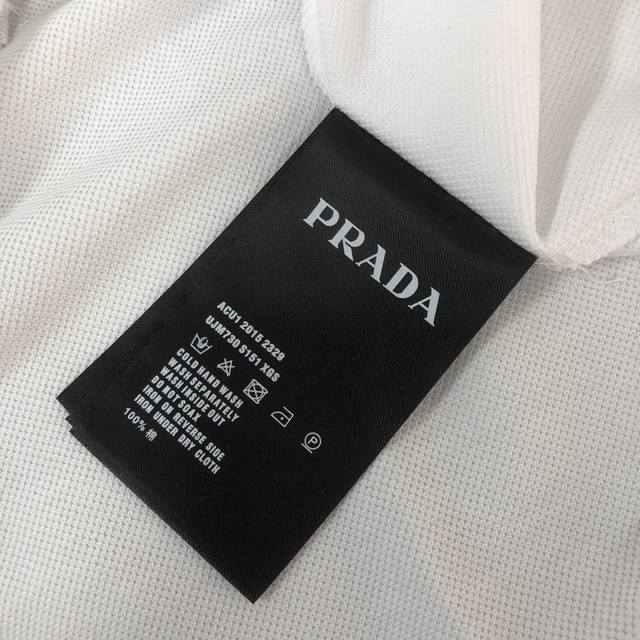 PRADA
ACU1 2015 2329
UJM730 S151 XGS
COLD HAND WASH
WASH SEPARATELY
WASH INSIDE OUT
DO NOT SOAK
IRON ON REVERSE SIDE
IRON UNDER DRY CLOTH
100% 棉